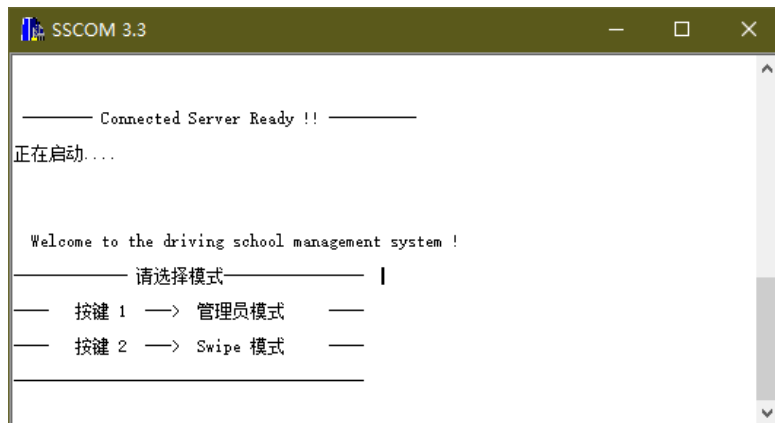 SSCOM 3.3
———— Connected Server Ready !! —————
正在启动....
Welcome to the driving school management system !
—————— 请选择模式————————
—— 按键 1 ——> 管理员模式 ——
—— 按键 2 ——> Swipe 模式 ——
————————————————————